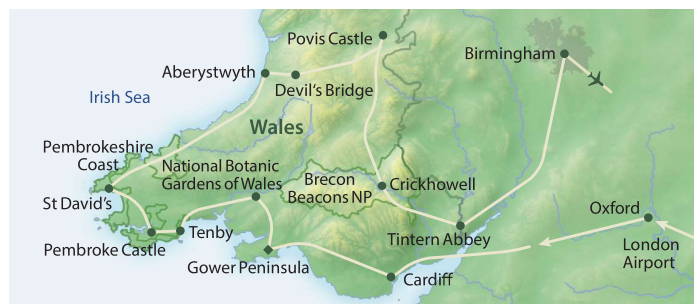 Povis Castle
Birmingham
Aberystwyth
Devil's Bridge
Irish Sea
Wales
Pembrokeshire
Coast
National Botanic
Gardens of Wales
Brecon
Beacons NP
Crickhowell
St David's
Oxford
Pembroke Castle
Tenby
Tintern Abbey
London
Airport
Gower Peninsula
Cardiff